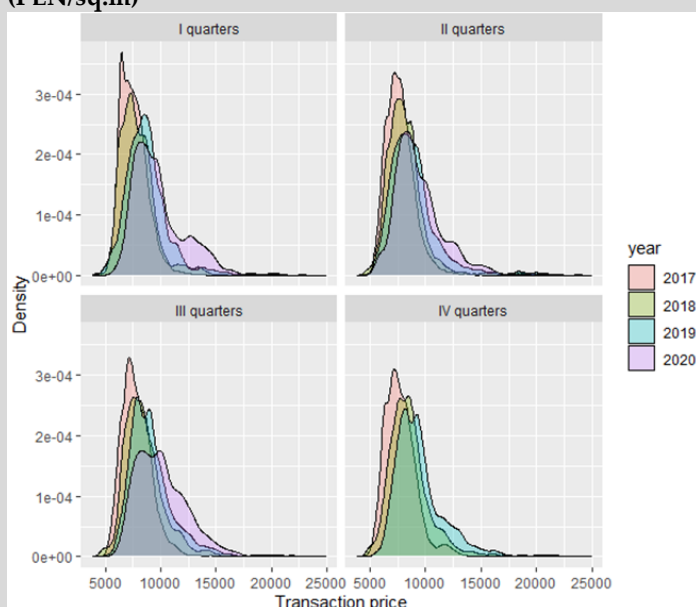 (PLN/sq.m)
I quarters
II quarters
3e-04
2e-04
1e-04
0e+00
year
2017
2018
2019
2020
Density
III quarters
IV quarters
3e-04
2e-04
1e-04
0e+00
5000 10000 15000 20000 25000
5000 10000 15000 20000 25000
Transaction price